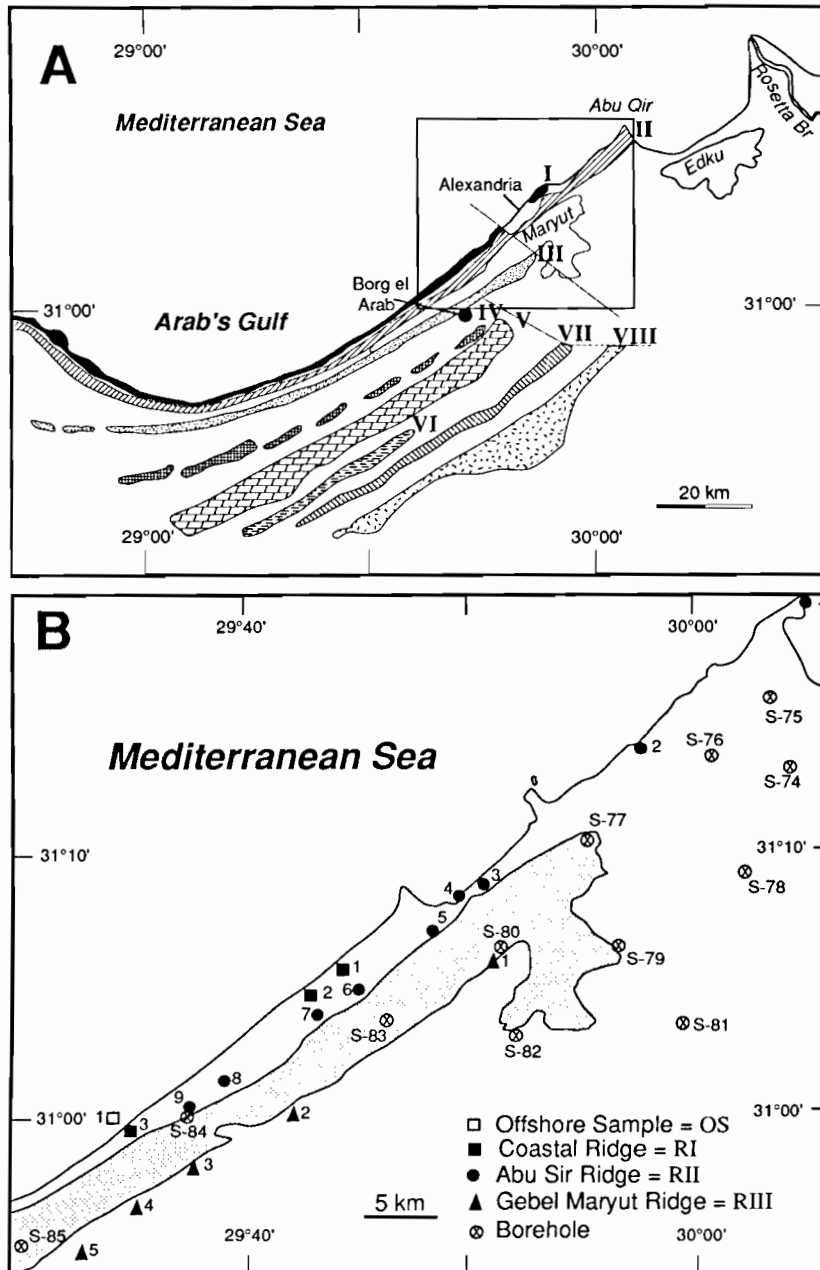 A
29°00'
30°00'
Mediterranean Sea
Abu Qir
II
Rosetta Br
Edku
I
Alexandria
Maryut
III
Borg el
Arab
31°00'
Arab's Gulf
31°00'
IV
V
VII
VIII
VI
20 km
29°00'
30°00'
B
29°40'
30°00'
Mediterranean Sea
S-75
2
S-76
S-74
S-77
31°10'
31°10'
3
4
S-78
5
S-80
1
S-79
1
2
6
7
S-83
S-81
S-82
8
9
1
3
S-84
31°00'
2
31°00'
3
4
S-85
5
Offshore Sample = OS
Coastal Ridge = RI
Abu Sir Ridge = RII
Gebel Maryut Ridge = RIII
Borehole
5 km
29°40'
30°00'